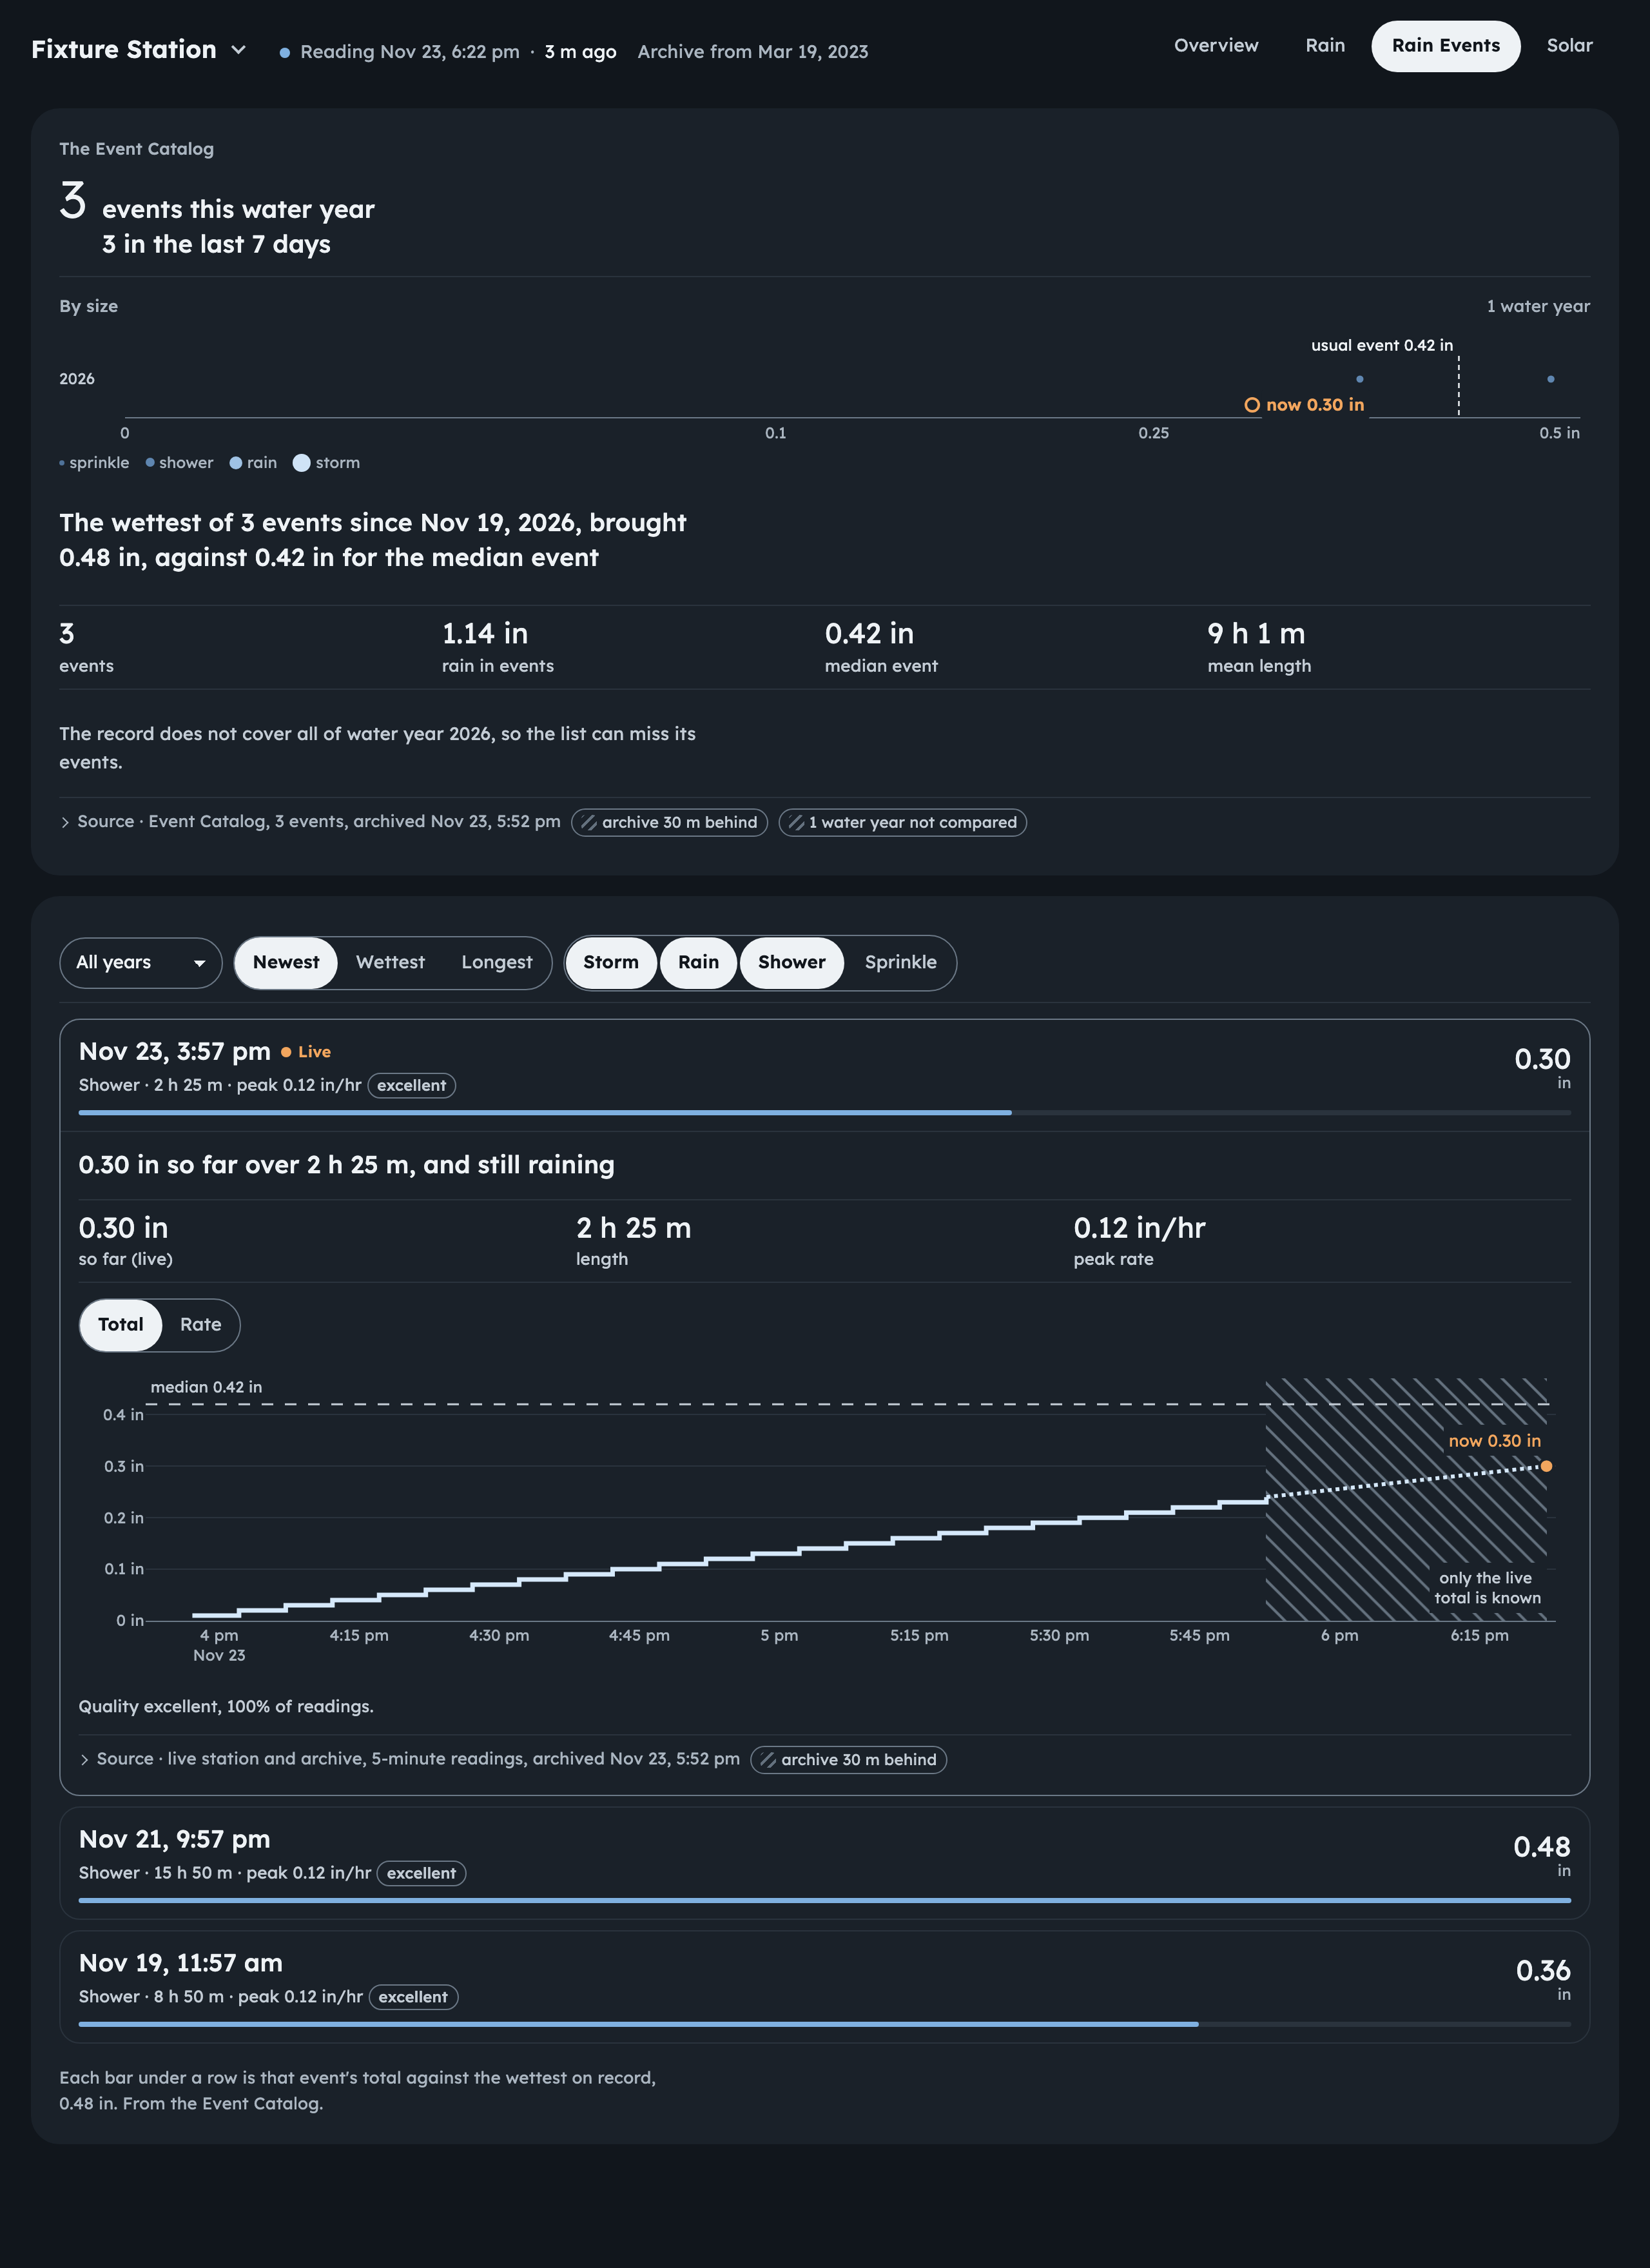 Fixture Station
Reading Nov 23, 6:22 pm · 3 m ago Archive from Mar 19, 2023
Overview Rain Rain Events Solar
The Event Catalog
3 events this water year
3 in the last 7 days
By size
1 water year
usual event 0.42 in
2026
now 0.30 in
0 0.1 0.25 0.5 in
sprinkle shower rain storm
The wettest of 3 events since Nov 19, 2026, brought
0.48 in, against 0.42 in for the median event
3 1.14 in 0.42 in 9 h 1 m
events rain in events median event mean length
The record does not cover all of water year 2026, so the list can miss its
events.
Source · Event Catalog, 3 events, archived Nov 23, 5:52 pm archive 30 m behind 1 water year not compared
All years Newest Wettest Longest Storm Rain Shower Sprinkle
Nov 23, 3:57 pm Live
0.30
Shower · 2 h 25 m · peak 0.12 in/hr excellent
in
0.30 in so far over 2 h 25 m, and still raining
0.30 in 2 h 25 m 0.12 in/hr
so far (live) length peak rate
Total Rate
median 0.42 in
0.4 in
now 0.30 in
0.3 in
0.2 in
0.1 in
only the live
total is known
0 in
4 pm 4:15 pm 4:30 pm 4:45 pm 5 pm 5:15 pm 5:30 pm 5:45 pm 6 pm 6:15 pm
Nov 23
Quality excellent, 100% of readings.
Source · live station and archive, 5-minute readings, archived Nov 23, 5:52 pm archive 30 m behind
Nov 21, 9:57 pm
0.48
Shower · 15 h 50 m · peak 0.12 in/hr excellent
in
Nov 19, 11:57 am
0.36
Shower · 8 h 50 m · peak 0.12 in/hr excellent
in
Each bar under a row is that event's total against the wettest on record,
0.48 in. From the Event Catalog.